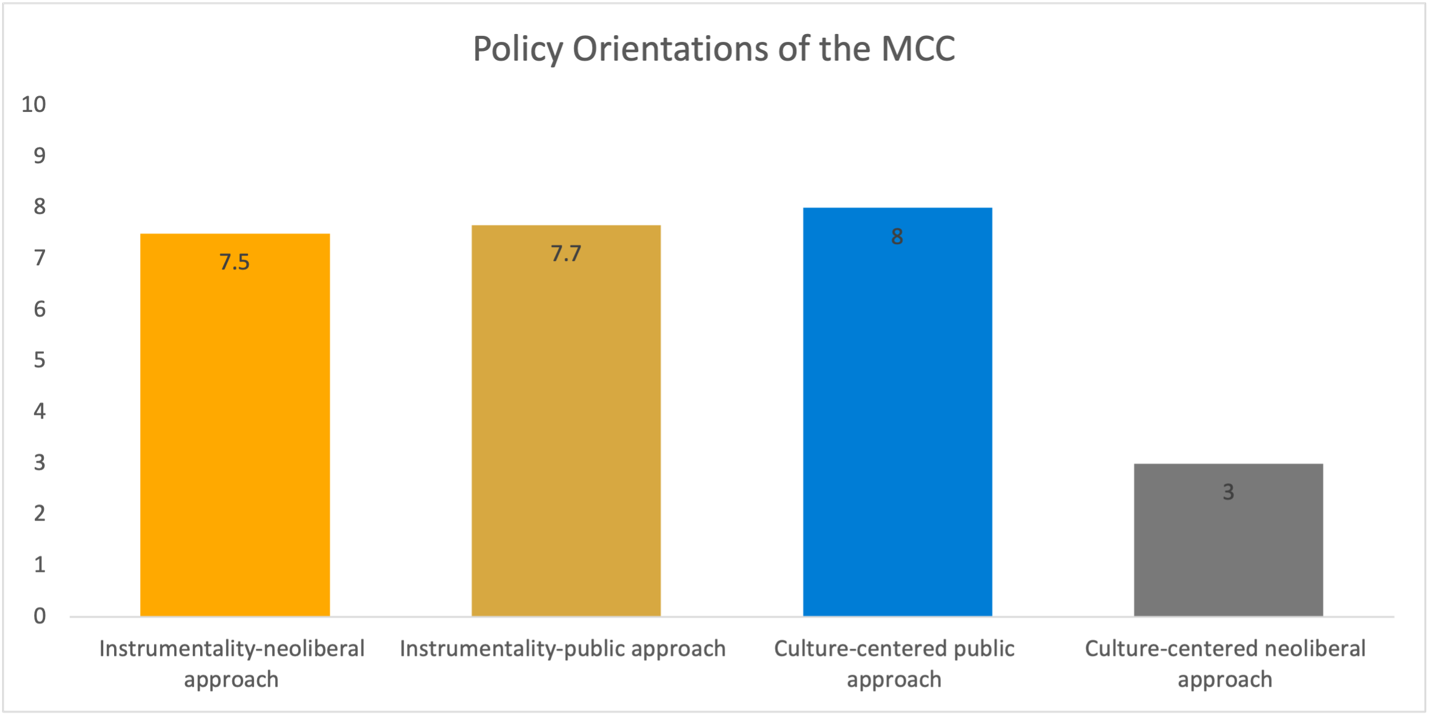 Policy Orientations of the MCC
10
9
8
7
6
5
4
3
2
1
0
7.5
7.7
8
3
Instrumentality-neoliberal
approach
Instrumentality-public approach
Culture-centered public
approach
Culture-centered neoliberal
approach